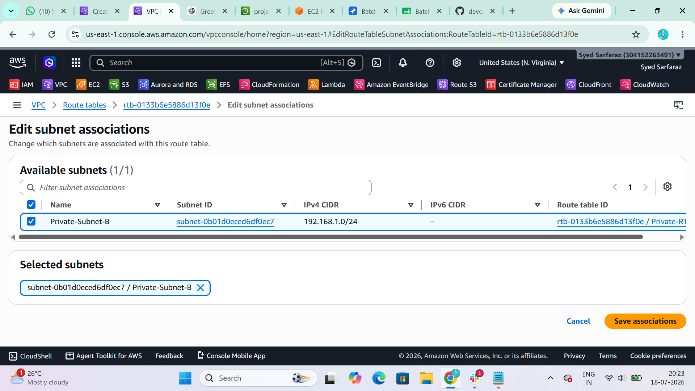 (10) V
Creat
VPC |
Green
proje
EC2 I
Batch
Batch
devo
Ask Gemini
us-east-1.console.aws.amazon.com/vpcconsole/home?region=us-east-1#EditRouteTableSubnetAssociations:RouteTableId=rtb-0133b6e5886d13f0e
aws
Search
[Alt+S]
United States (N. Virginia)
Syed Sarfaraz (304152263491)
Syed Sarfaraz
IAM VPC EC2 S3 Aurora and RDS EFS CloudFormation Lambda Amazon EventBridge Route 53 Certificate Manager CloudFront CloudWatch
VPC > Route tables > rtb-0133b6e5886d13f0e > Edit subnet associations
Edit subnet associations
Change which subnets are associated with this route table.
Available subnets (1/1)
Filter subnet associations
1
Name Subnet ID IPv4 CIDR IPv6 CIDR Route table ID
Private-Subnet-B subnet-0b01d0eced6df0ec7 192.168.1.0/24 – rtb-0133b6e5886d13f0e / Private-RT
Selected subnets
subnet-0b01d0eced6df0ec7 / Private-Subnet-B
Cancel Save associations
CloudShell Agent Toolkit for AWS Feedback Console Mobile App © 2026, Amazon Web Services, Inc. or its affiliates. Privacy Terms Cookie preferences
26°C
Mostly cloudy
Search
ENG
IN
20:23
18-07-2026